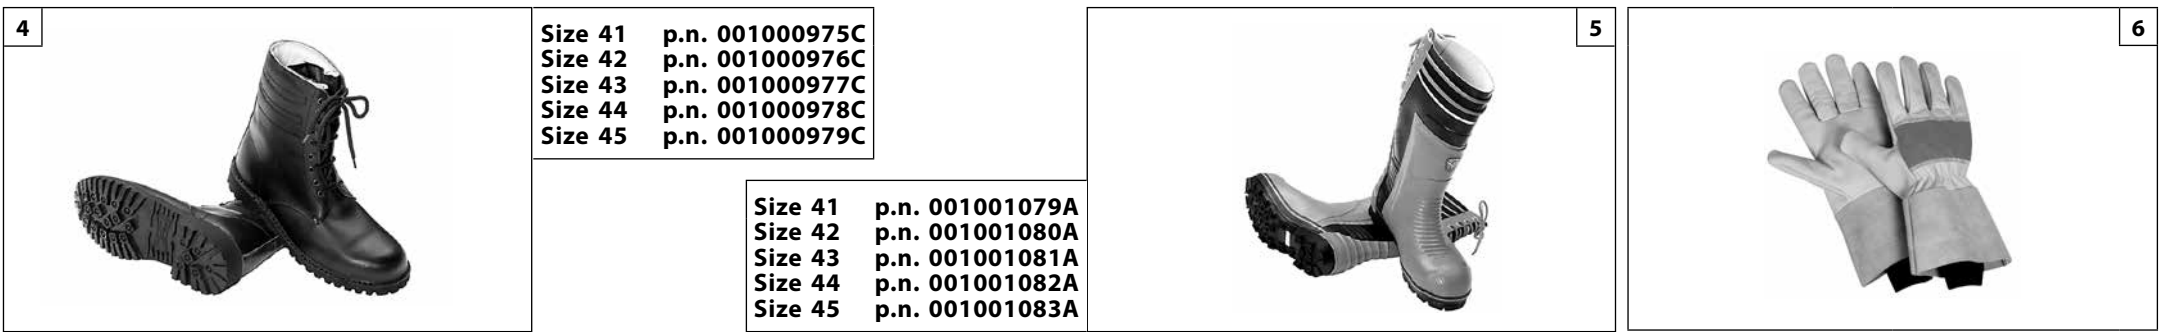 4
Size 41 p.n. 001000975C
Size 42 p.n. 001000976C
Size 43 p.n. 001000977C
Size 44 p.n. 001000978C
Size 45 p.n. 001000979C
Size 41 p.n. 001001079A
Size 42 p.n. 001001080A
Size 43 p.n. 001001081A
Size 44 p.n. 001001082A
Size 45 p.n. 001001083A
5
6